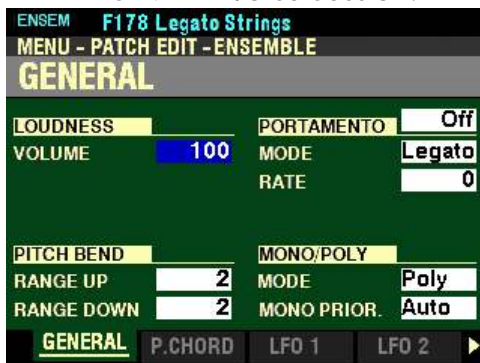 ENSEM F178 Legato Strings
MENU - PATCH EDIT - ENSEMBLE
GENERAL
LOUDNESS
VOLUME 100
PORTAMENTO Off
MODE Legato
RATE 0
PITCH BEND
RANGE UP 2
RANGE DOWN 2
MONO/POLY
MODE Poly
MONO PRIOR. Auto
GENERAL P.CHORD LFO 1 LFO 2